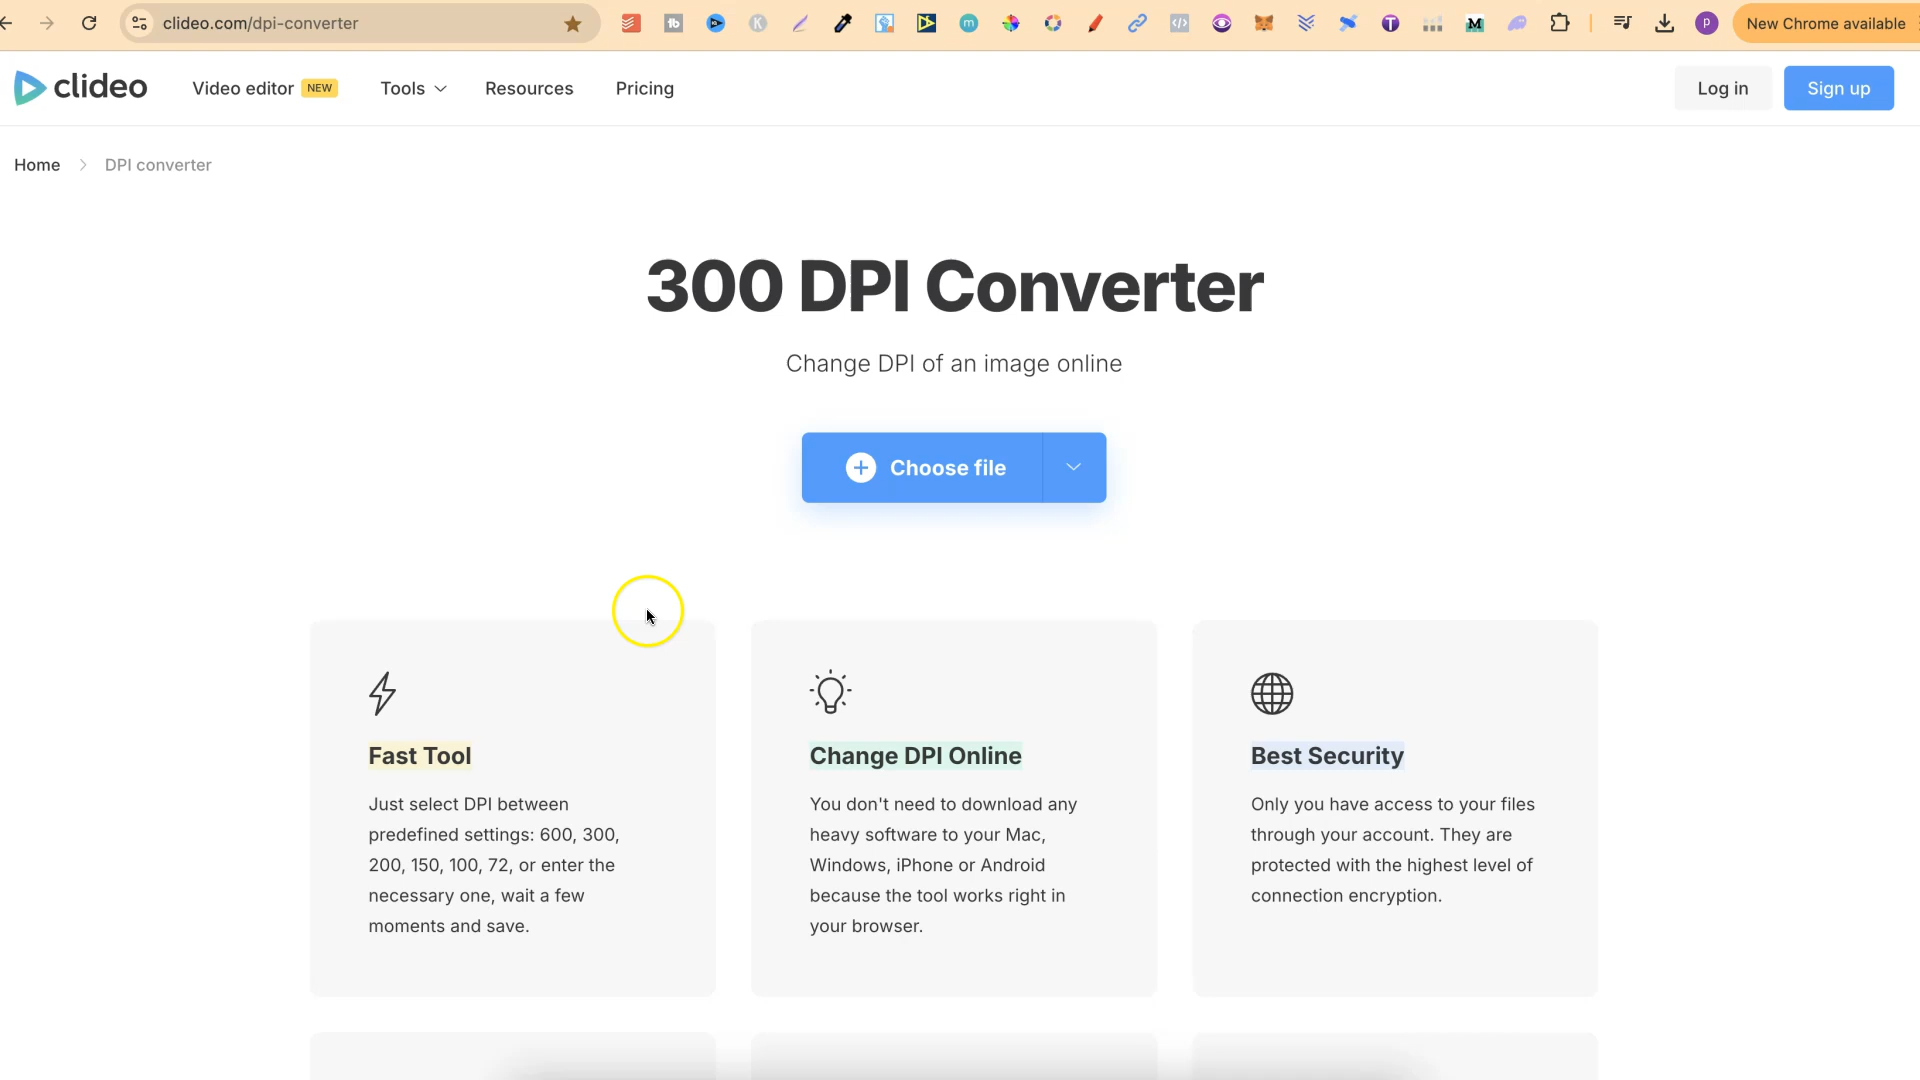 clideo.com/dpi-converter
New Chrome available
clideo
Video editor NEW
Tools
Resources
Pricing
Log in
Sign up
Home
DPI converter
300 DPI Converter
Change DPI of an image online
Choose file
Fast Tool
Just select DPI between
predefined settings: 600, 300,
200, 150, 100, 72, or enter the
necessary one, wait a few
moments and save.
Change DPI Online
You don't need to download any
heavy software to your Mac,
Windows, iPhone or Android
because the tool works right in
your browser.
Best Security
Only you have access to your files
through your account. They are
protected with the highest level of
connection encryption.